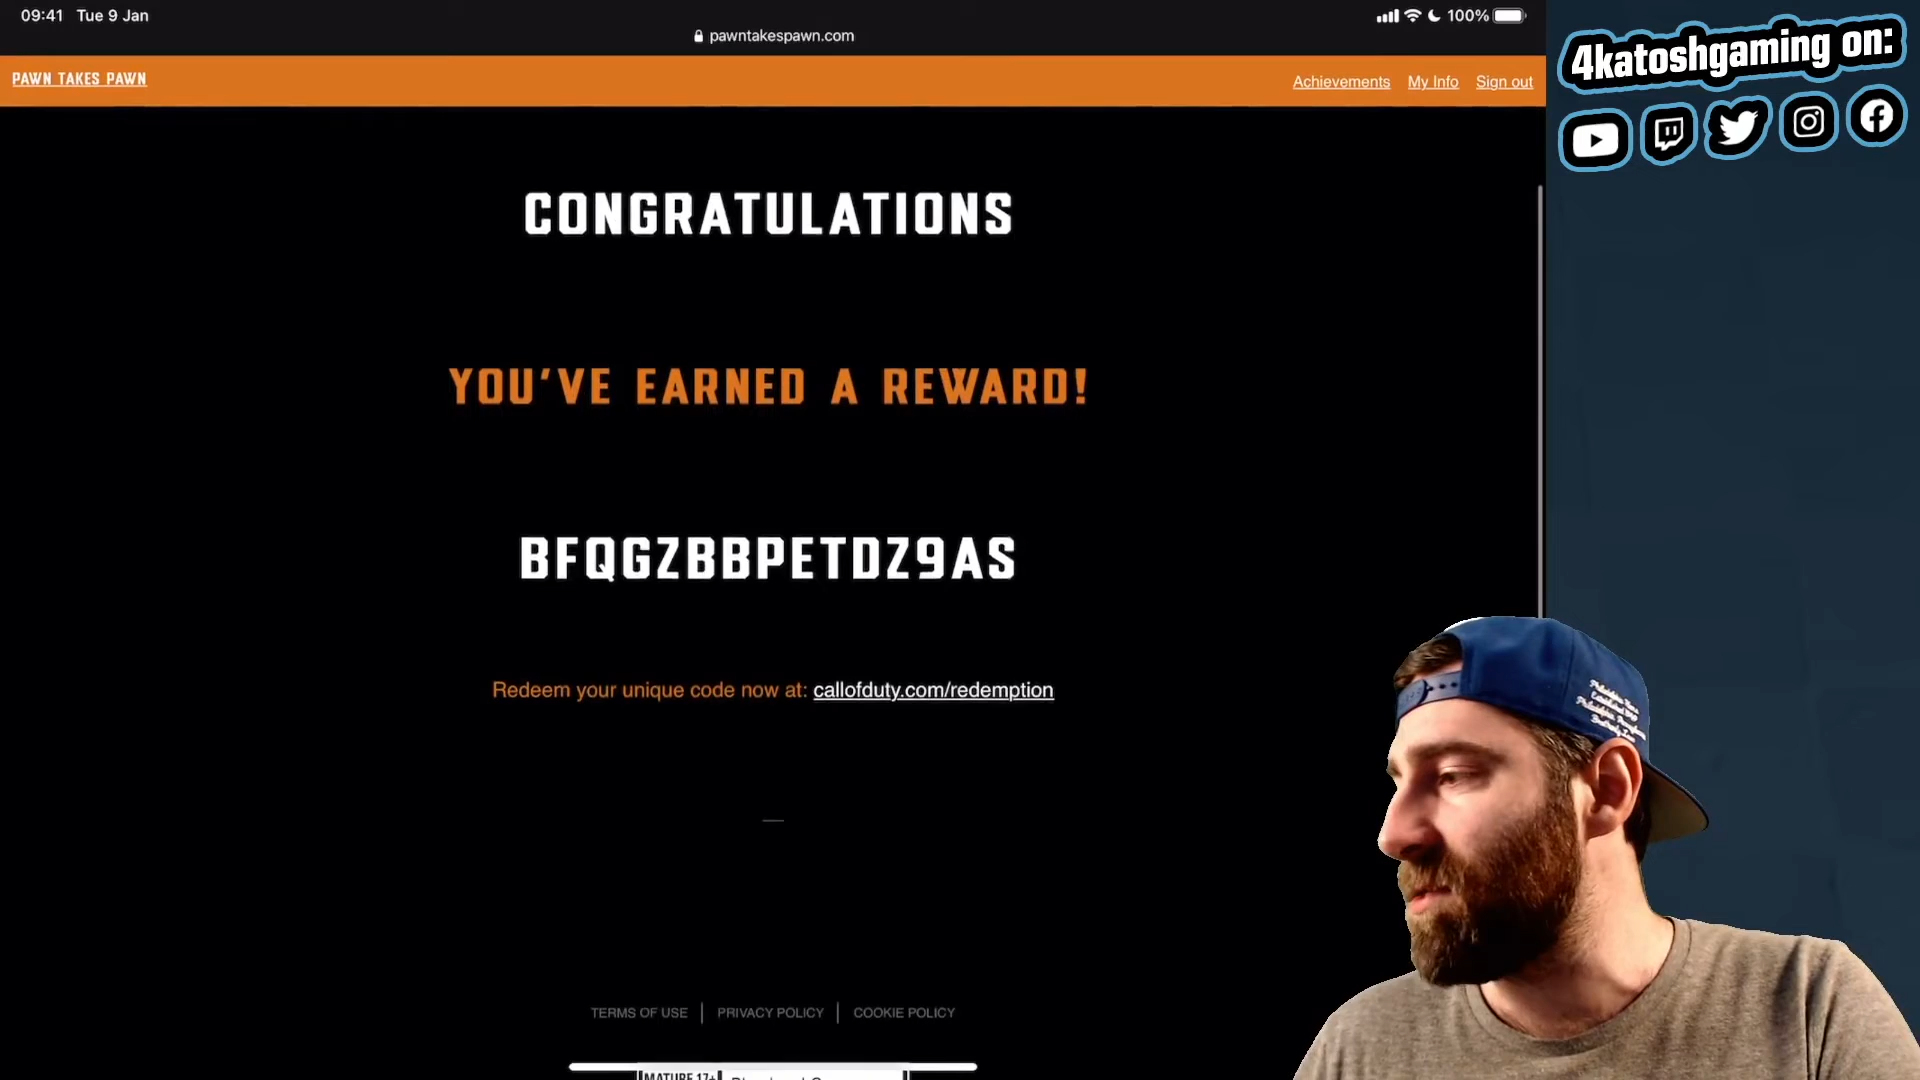 09:41 Tue 9 Jan
100%
pawntakespawn.com
PAWN TAKES PAWN
Achievements My Info Sign out
4katoshgaming on:
CONGRATULATIONS
YOU'VE EARNED A REWARD!
BFQGZBBPETDZ9AS
Redeem your unique code now at: callofduty.com/redemption
TERMS OF USE | PRIVACY POLICY | COOKIE POLICY
MATURE 17+